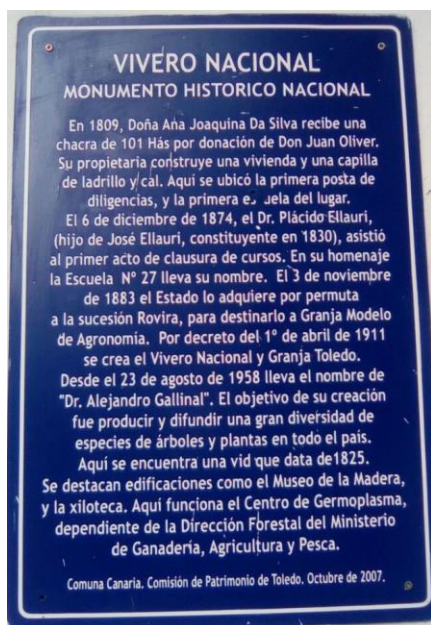 VIVERO NACIONAL
MONUMENTO HISTORICO NACIONAL
En 1809, Doña Ana Joaquina Da Silva recibe una
chacra de 101 Hás por donación de Don Juan Oliver.
Su propietaria construye una vivienda y una capilla
de ladrillo y cal. Aquí se ubicó la primera posta de
diligencias, y la primera es uela del lugar.
El 6 de diciembre de 1874, el Dr. Plácido Ellauri,
(hijo de José Ellauri, constituyente en 1830), asistió
al primer acto de clausura de cursos. En su homenaje
la Escuela Nº 27 lleva su nombre. El 3 de noviembre
de 1883 el Estado lo adquiere por permuta
a la sucesión Rovira, para destinarlo a Granja Modelo
de Agronomía. Por decreto del 1º de abril de 1911
se crea el Vivero Nacional y Granja Toledo.
Desde el 23 de agosto de 1958 lleva el nombre de
"Dr. Alejandro Gallinal". El objetivo de su creación
fue producir y difundir una gran diversidad de
especies de árboles y plantas en todo el país.
Aquí se encuentra una vid que data de1825.
Se destacan edificaciones como el Museo de la Madera,
y la xiloteca. Aquí funciona el Centro de Germoplasma,
dependiente de la Dirección Forestal del Ministerio
de Ganadería, Agricultura y Pesca.
Comuna Canaria. Comisión de Patrimonio de Toledo. Octubre de 2007.